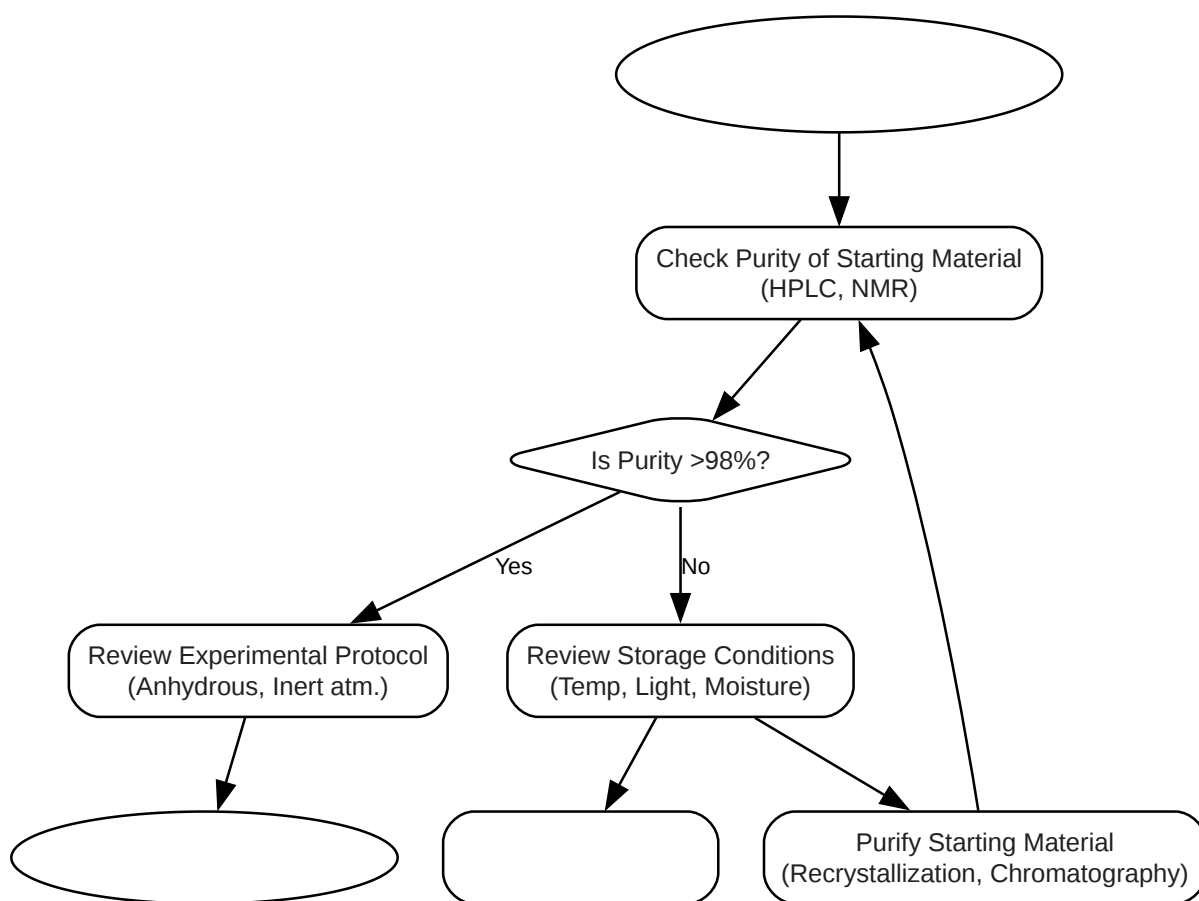 Check Purity of Starting Material
(HPLC, NMR)
Is Purity >98%?
Yes
No
Review Experimental Protocol
(Anhydrous, Inert atm.)
Review Storage Conditions
(Temp, Light, Moisture)
Purify Starting Material
(Recrystallization, Chromatography)